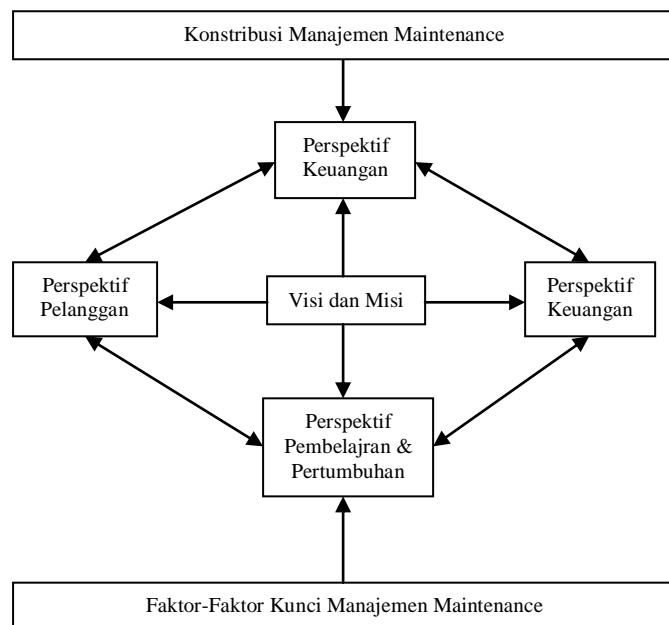 Konstribusi Manajemen Maintenance
Perspektif
Keuangan
Perspektif
Pelanggan
Visi dan Misi
Perspektif
Keuangan
Perspektif
Pembelajran &
Pertumbuhan
Faktor-Faktor Kunci Manajemen Maintenance